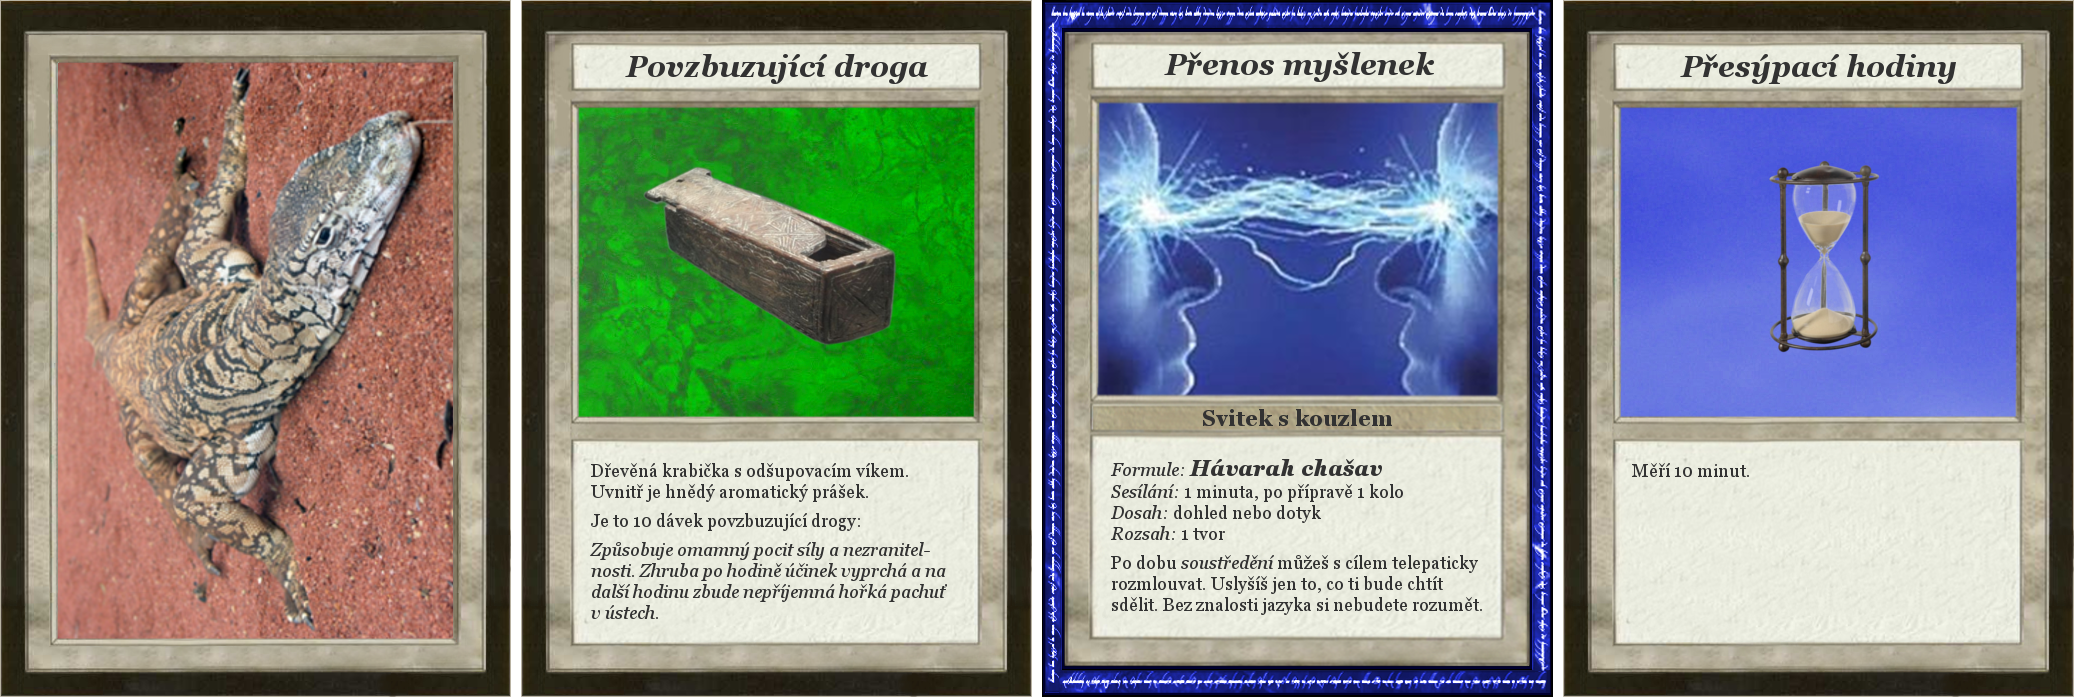 Povzbuzující droga
Dřevěná krabička s odšupovacím víkem.
Uvnitř je hnědý aromatický prášek.
Je to 10 dávek povzbuzující drogy:
Způsobuje omamný pocit síly a nezranitel-
nosti. Zhruba po hodině účinek vyprchá a na
další hodinu zbude nepříjemná hořká pachuť
v ústech.
Přenos myšlenek
Svitek s kouzlem
Formule: Hávarah chašav
Sesílání: 1 minuta, po přípravě 1 kolo
Dosah: dohled nebo dotyk
Rozsah: 1 tvor
Po dobu soustředění můžeš s cílem telepaticky
rozmlouvat. Uslyšíš jen to, co ti bude chtít
sdělit. Bez znalosti jazyka si nebudete rozumět.
Přesýpací hodiny
Měří 10 minut.